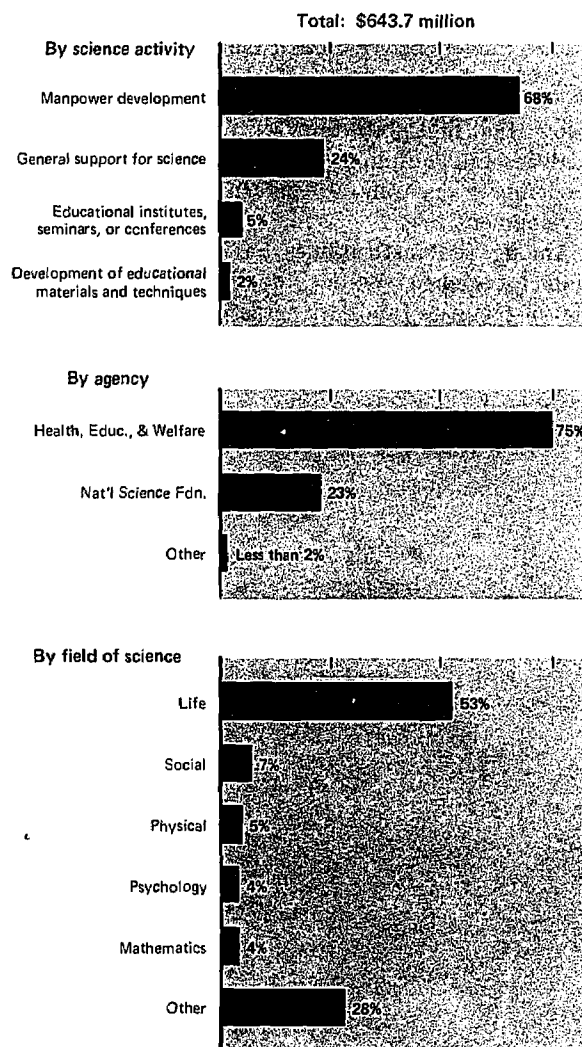 Total: $643.7 million
By science activity
Manpower development
68%
General support for science
24%
Educational institutes,
seminars, or conferences
5%
Development of educational
materials and techniques
2%
By agency
Health, Educ., & Welfare
75%
Nat'l Science Fdn.
23%
Other
Less than 2%
By field of science
Life
53%
Social
7%
Physical
5%
Psychology
4%
Mathematics
4%
Other
28%